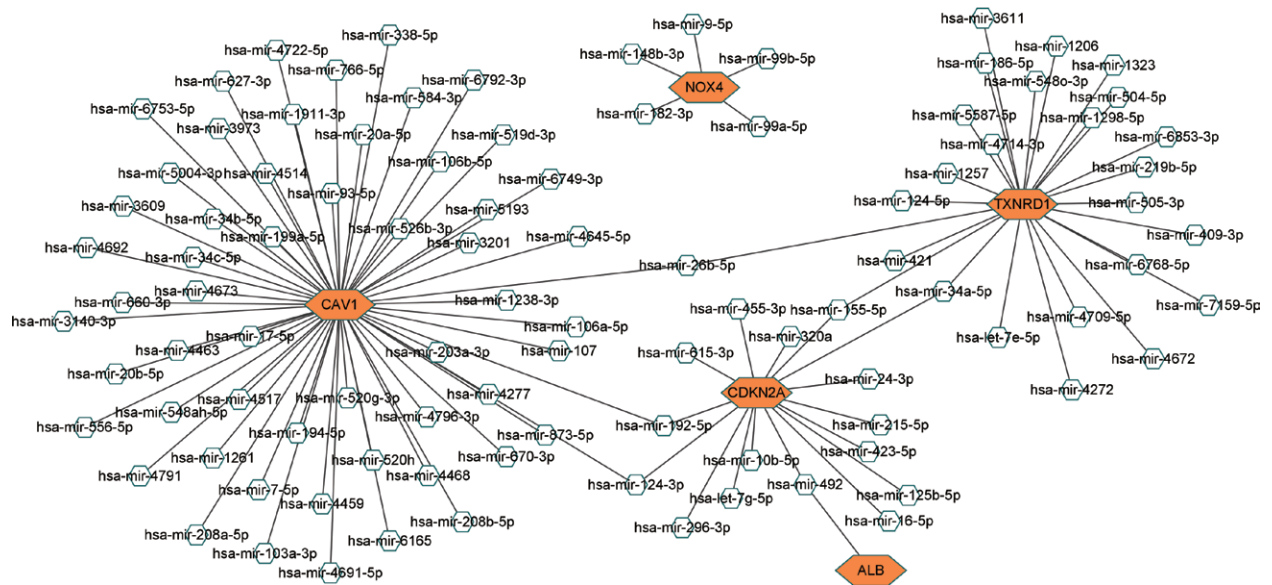 hsa-mir-3611
hsa-mir-9-5p
hsa-mir-338-5p
hsa-mir-1206
hsa-mir-4722-5p
hsa-mir-148b-3p
hsa-mir-99b-5p
hsa-mir-186-5p
hsa-mir-1323
hsa-mir-766-5p
hsa-mir-627-3p
hsa-mir-6792-3p
hsa-mir-548o-3p
NOX4
hsa-mir-584-3p
hsa-mir-504-5p
hsa-mir-6753-5p
hsa-mir-1911-3p
hsa-mir-182-3p
hsa-mir-5587-5p
hsa-mir-1298-5p
hsa-mir-3973
hsa-mir-20a-5p
hsa-mir-519d-3p
hsa-mir-99a-5p
hsa-mir-6853-3p
hsa-mir-4714-3p
hsa-mir-106b-5p
hsa-mir-5004-3p
hsa-mir-4514
hsa-mir-219b-5p
hsa-mir-1257
hsa-mir-6749-3p
hsa-mir-93-5p
hsa-mir-124-5p
TXNRD1
hsa-mir-505-3p
hsa-mir-3609
hsa-mir-5193
hsa-mir-34b-5p
hsa-mir-526b-3p
hsa-mir-4645-5p
hsa-mir-409-3p
hsa-mir-199a-5p
hsa-mir-3201
hsa-mir-4692
hsa-mir-34c-5p
hsa-mir-26b-5p
hsa-mir-421
hsa-mir-6768-5p
hsa-mir-4673
hsa-mir-34a-5p
hsa-mir-660-3p
CAV1
hsa-mir-1238-3p
hsa-mir-7159-5p
hsa-mir-455-3p
hsa-mir-155-5p
hsa-mir-3140-3p
hsa-mir-106a-5p
hsa-mir-4709-5p
hsa-mir-17-5p
hsa-mir-320a
hsa-let-7e-5p
hsa-mir-4463
hsa-mir-203a-3p
hsa-mir-107
hsa-mir-615-3p
hsa-mir-4672
hsa-mir-20b-5p
hsa-mir-24-3p
hsa-mir-4272
CDKN2A
hsa-mir-4277
hsa-mir-4517
hsa-mir-520g-3p
hsa-mir-548ah-5p
hsa-mir-4796-3p
hsa-mir-215-5p
hsa-mir-556-5p
hsa-mir-192-5p
hsa-mir-194-5p
hsa-mir-873-5p
hsa-mir-423-5p
hsa-mir-670-3p
hsa-mir-1261
hsa-mir-520h
hsa-mir-10b-5p
hsa-mir-4791
hsa-mir-4468
hsa-mir-124-3p
hsa-mir-492
hsa-mir-7-5p
hsa-mir-125b-5p
hsa-let-7g-5p
hsa-mir-4459
hsa-mir-208b-5p
hsa-mir-16-5p
hsa-mir-296-3p
hsa-mir-208a-5p
hsa-mir-6165
hsa-mir-103a-3p
hsa-mir-4691-5p
ALB